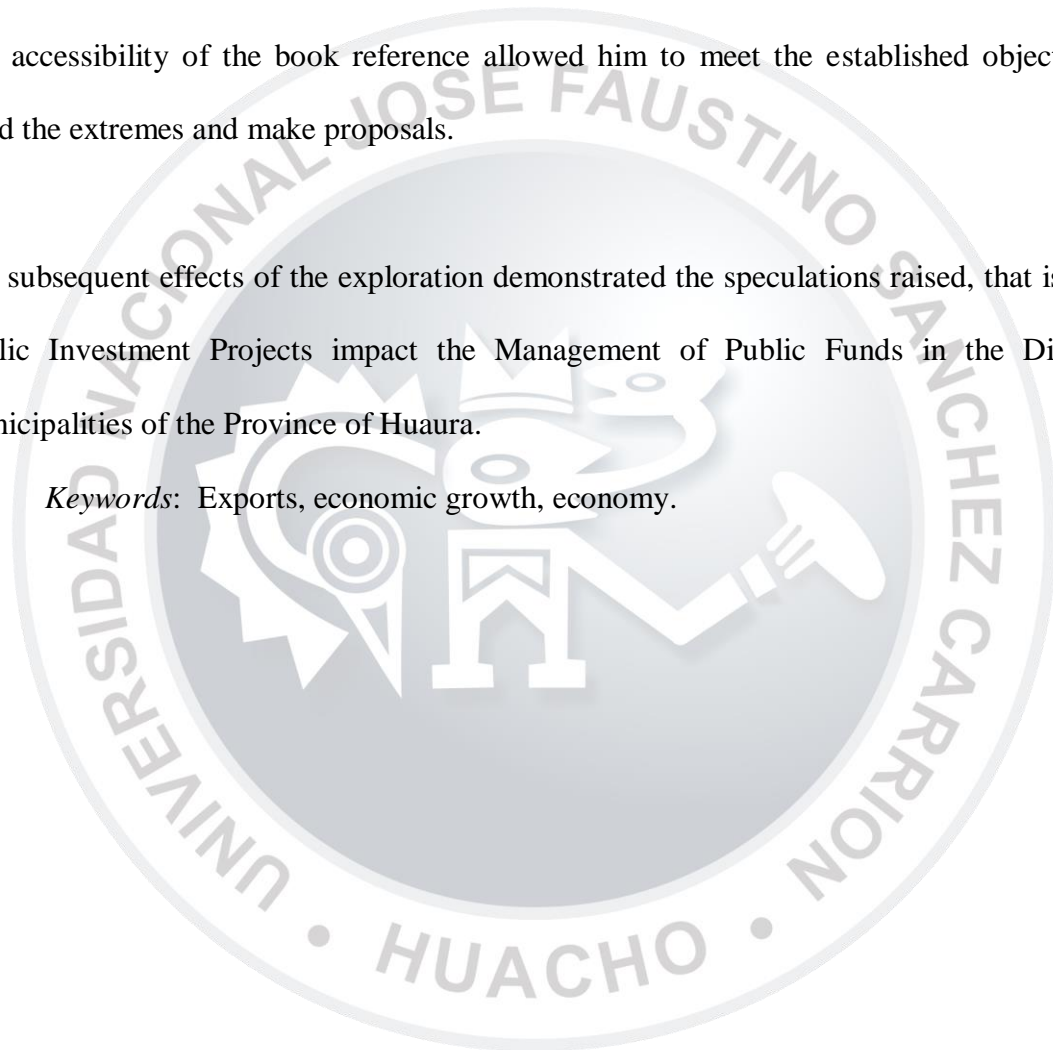 accessibility of the book reference allowed him to meet the established object
d the extremes and make proposals.
subsequent effects of the exploration demonstrated the speculations raised, that is
lic Investment Projects impact the Management of Public Funds in the Di
nicipalities of the Province of Huaura.
Keywords: Exports, economic growth, economy.
UNIVERSIDAD NACIONAL JOSE FAUSTINO SANCHEZ CARRION
• HUACHO •